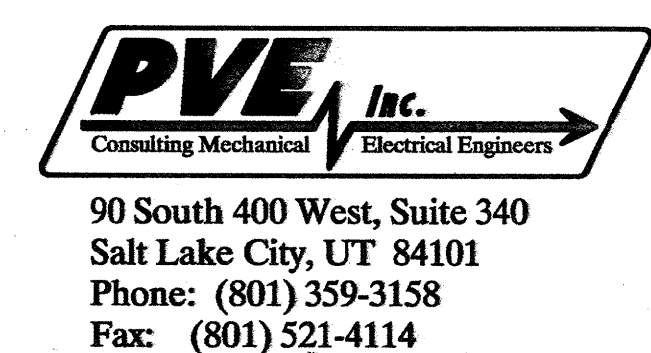 PVE Inc.
Consulting Mechanical Electrical Engineers
90 South 400 West, Suite 340
Salt Lake City, UT 84101
Phone: (801) 359-3158
Fax: (801) 521-4114